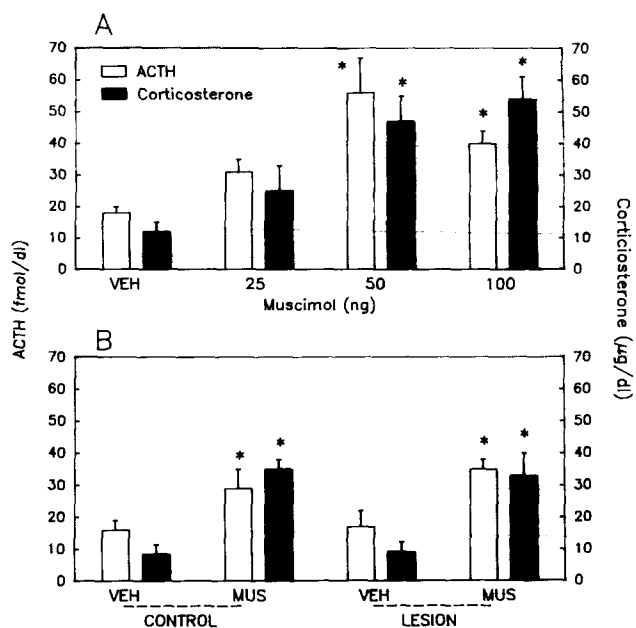 A
70 70
ACTH
60 60
Corticosterone
50 50
40 40
30 30
20 20
10 10
0 0
VEH 25 50 100
Muscimol (ng)
* * * *
ACTH (fmol/dl)
Corticiosterone (µg/dl)
B
70 70
60 60
50 50
40 40
30 30
20 20
10 10
0 0
* * * *
VEH MUS VEH MUS
CONTROL LESION